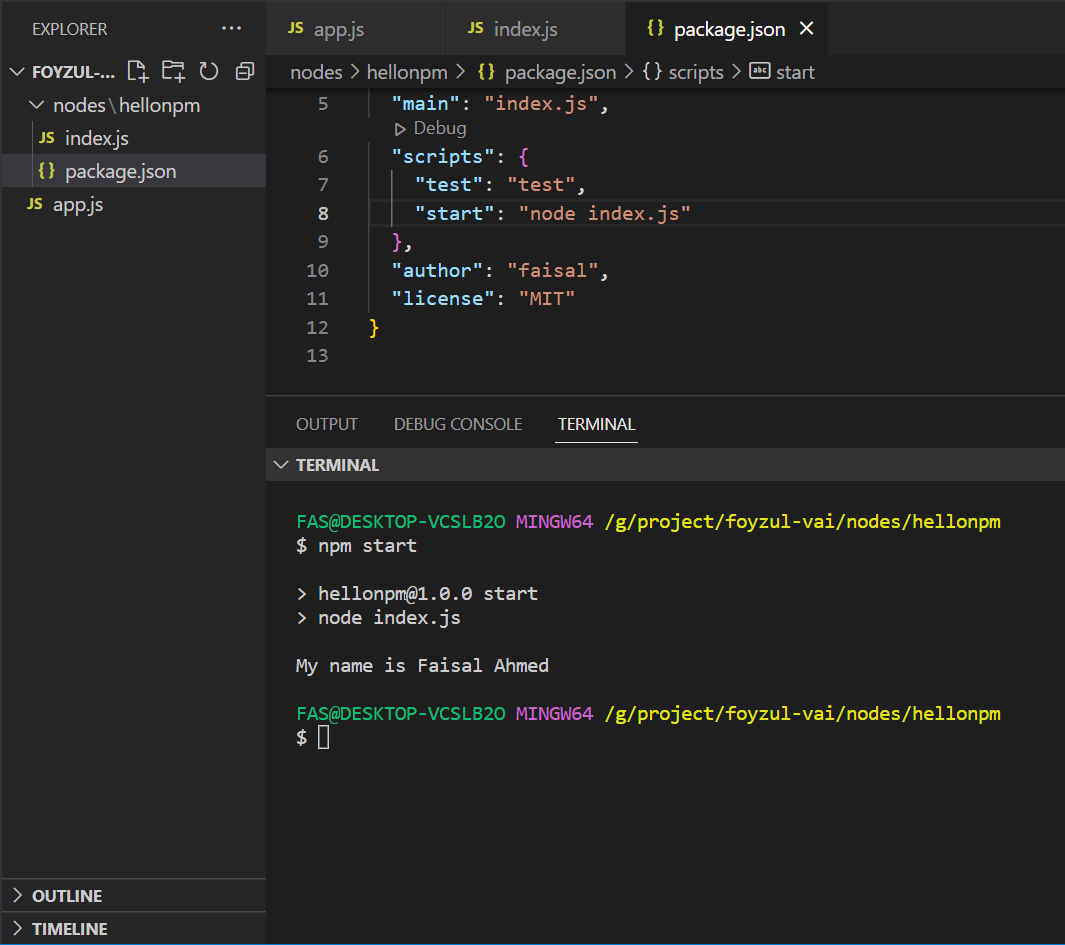 EXPLORER ...
FOYZUL-...
nodes\hellonpm
JS index.js
{} package.json
JS app.js
OUTLINE
TIMELINE
JS app.js JS index.js {} package.json
nodes > hellonpm > {} package.json > {} scripts > abc start
5 "main": "index.js",
Debug
6 "scripts": {
7 "test": "test",
8 "start": "node index.js"
9 },
10 "author": "faisal",
11 "license": "MIT"
12 }
13
OUTPUT DEBUG CONSOLE TERMINAL
TERMINAL
FAS@DESKTOP-VCSLB2O MINGW64 /g/project/foyzul-vai/nodes/hellonpm
$ npm start
> hellonpm@1.0.0 start
> node index.js
My name is Faisal Ahmed
FAS@DESKTOP-VCSLB2O MINGW64 /g/project/foyzul-vai/nodes/hellonpm
$